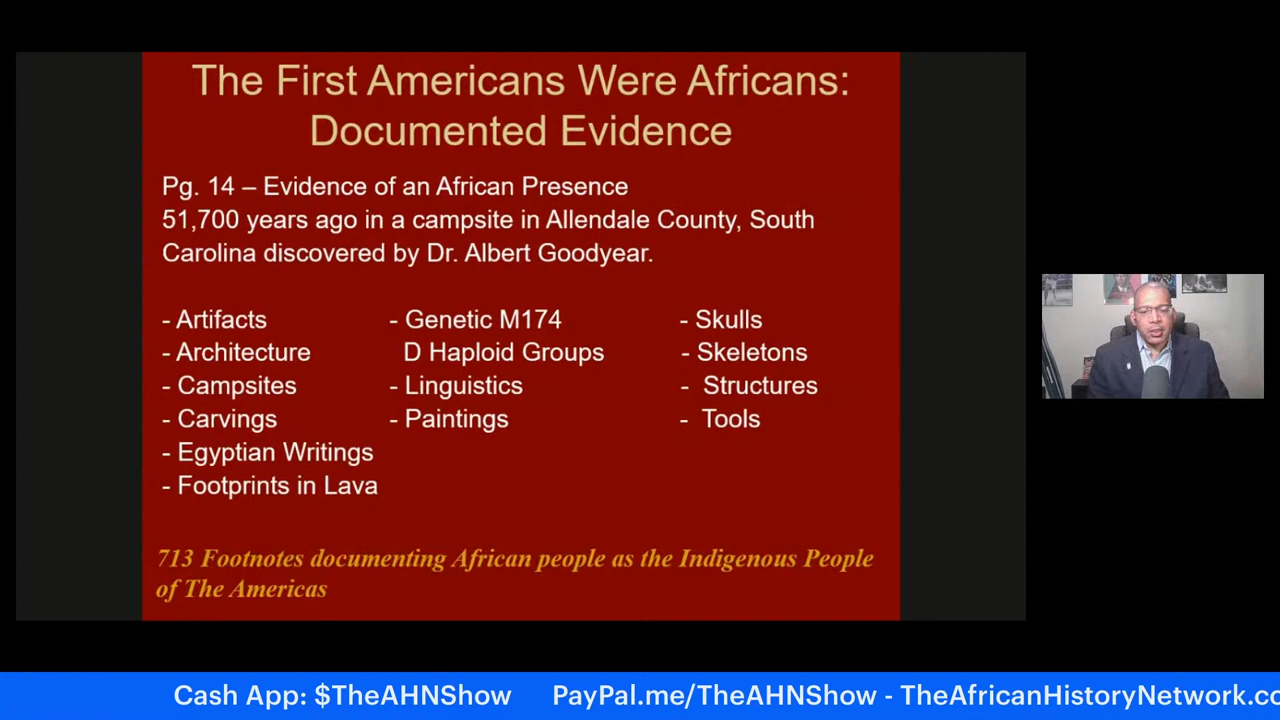 The First Americans Were Africans:
Documented Evidence
Pg. 14 – Evidence of an African Presence
51,700 years ago in a campsite in Allendale County, South
Carolina discovered by Dr. Albert Goodyear.
- Artifacts
- Architecture
- Campsites
- Carvings
- Egyptian Writings
- Footprints in Lava
- Genetic M174
D Haploid Groups
- Linguistics
- Paintings
- Skulls
- Skeletons
- Structures
- Tools
713 Footnotes documenting African people as the Indigenous People
of The Americas
Cash App: $TheAHNShow PayPal.me/TheAHNShow - TheAfricanHistoryNetwork.co